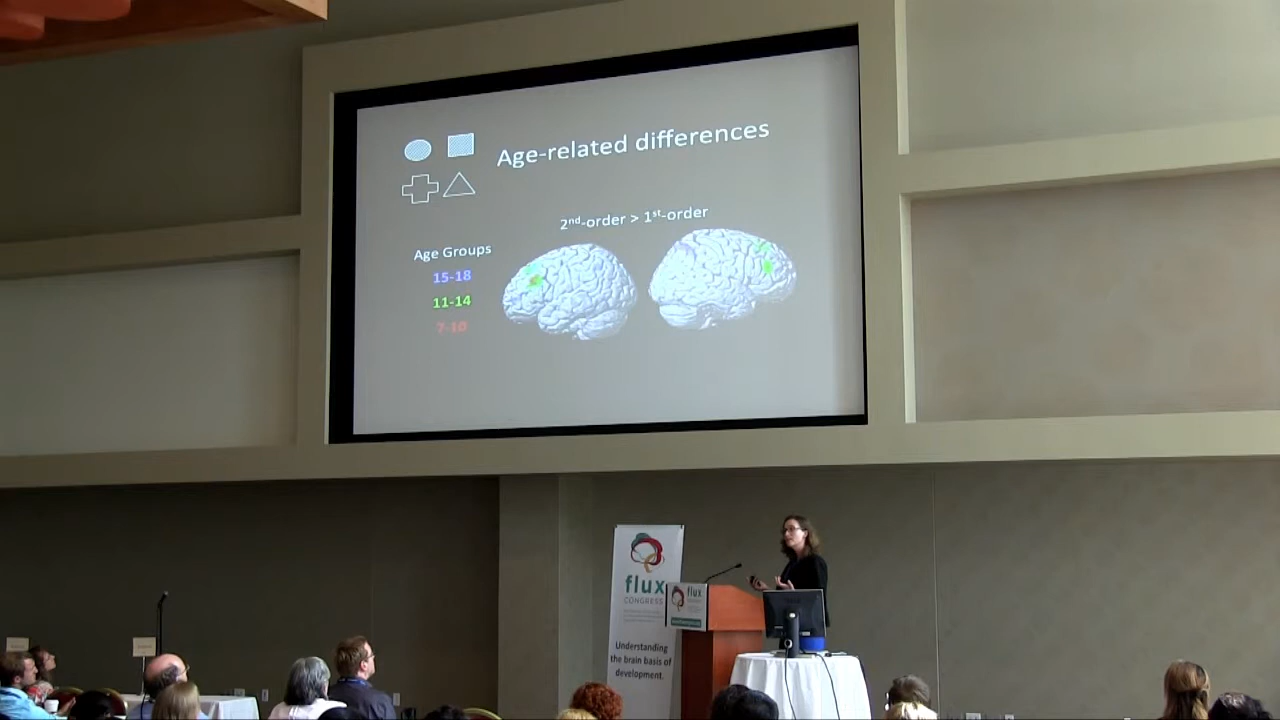 Age-related differences
2nd-order > 1st-order
Age Groups
15-18
11-14
7-10
flux
CONGRESS
Understanding
the brain basis of
development.
flux